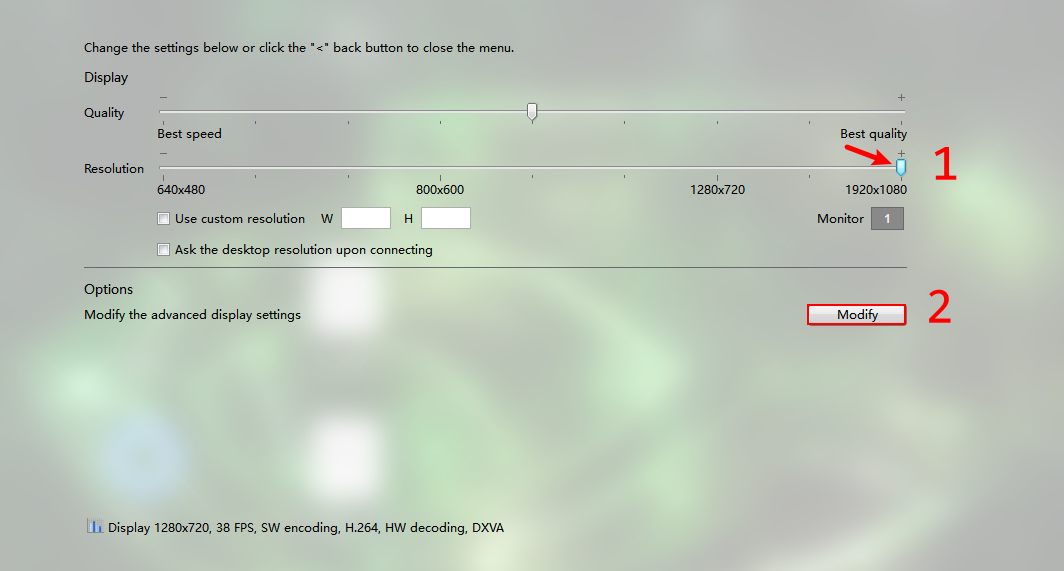 Change the settings below or click the "<" back button to close the menu.
Display
− +
Quality
Best speed Best quality
− +
Resolution
1
640x480 800x600 1280x720 1920x1080
Use custom resolution W H Monitor 1
Ask the desktop resolution upon connecting
Options
Modify the advanced display settings Modify 2
Display 1280x720, 38 FPS, SW encoding, H.264, HW decoding, DXVA